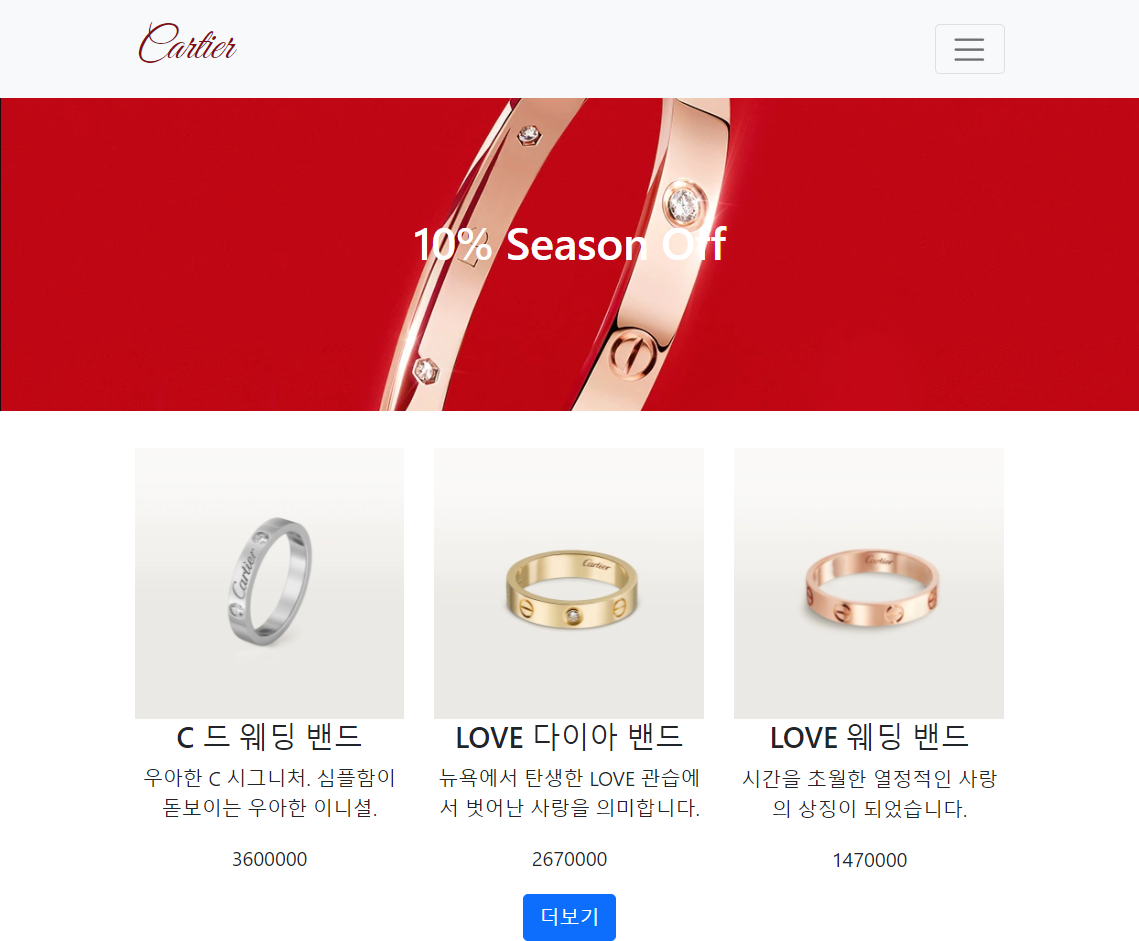 Cartier
10% Season Off
Cartier
Cartier
Cartier
C 드 웨딩 밴드
LOVE 다이아 밴드
LOVE 웨딩 밴드
우아한 C 시그니처. 심플함이
돋보이는 우아한 이니셜.
뉴욕에서 탄생한 LOVE 관습에
서 벗어난 사랑을 의미합니다.
시간을 초월한 열정적인 사랑
의 상징이 되었습니다.
3600000
2670000
1470000
더보기